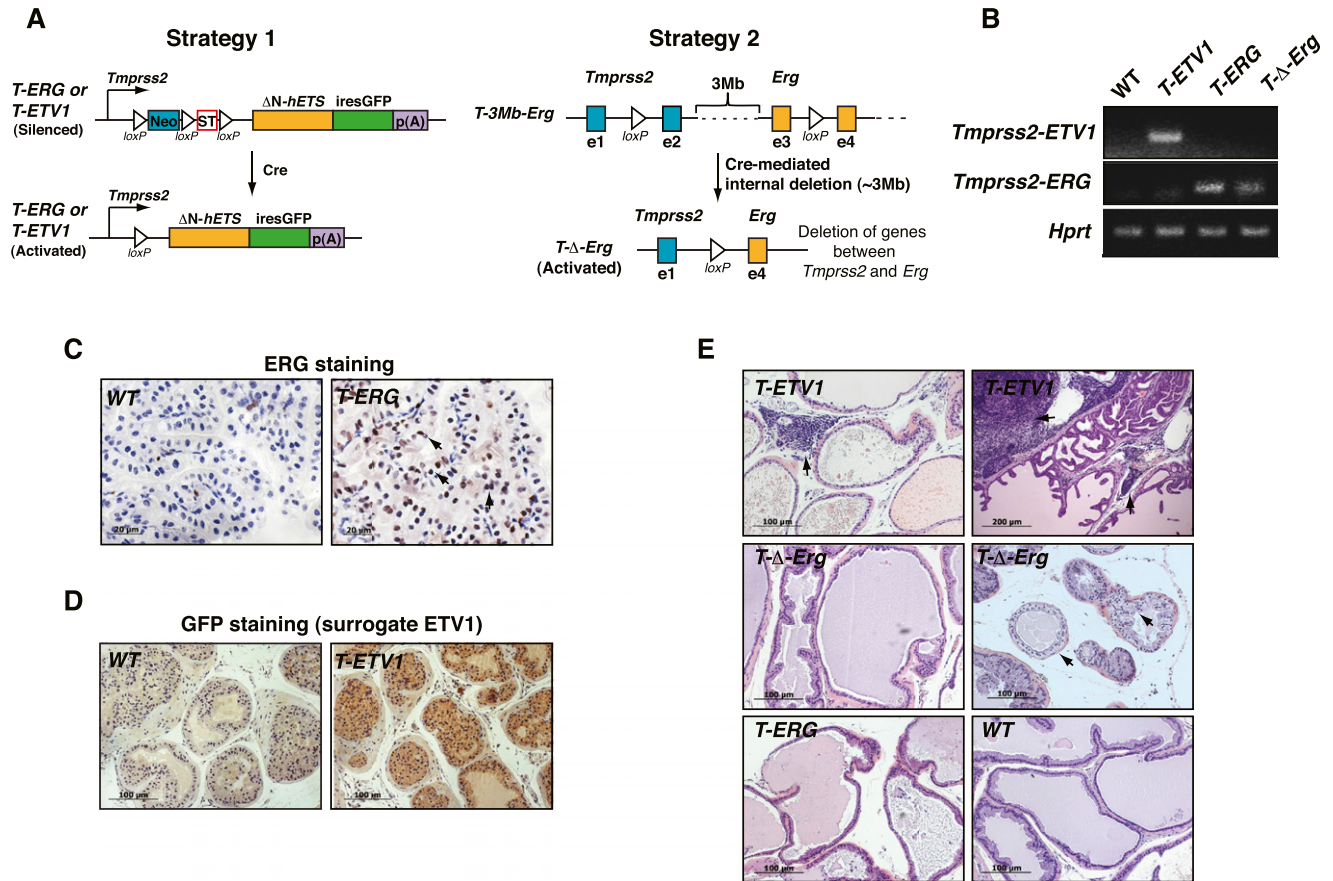 A
Strategy 1
T-ERG or
T-ETV1
(Silenced)
Tmprss2
loxP
Neo
loxP
ST
loxP
ΔN-hETS
iresGFP
p(A)
Cre
T-ERG or
T-ETV1
(Activated)
Tmprss2
loxP
ΔN-hETS
iresGFP
p(A)
Strategy 2
Tmprss2
3Mb
Erg
T-3Mb-Erg
e1
loxP
e2
e3
loxP
e4
Cre-mediated
internal deletion (~3Mb)
Tmprss2
Erg
T-Δ-Erg
(Activated)
e1
loxP
e4
Deletion of genes
between
Tmprss2 and Erg
B
WT
T-ETV1
T-ERG
T-Δ-Erg
Tmprss2-ETV1
Tmprss2-ERG
Hprt
C
ERG staining
WT
20 µm
T-ERG
20 µm
D
GFP staining (surrogate ETV1)
WT
100 µm
T-ETV1
100 µm
E
T-ETV1
100 µm
T-ETV1
200 µm
T-Δ-Erg
100 µm
T-Δ-Erg
100 µm
T-ERG
100 µm
WT
100 µm